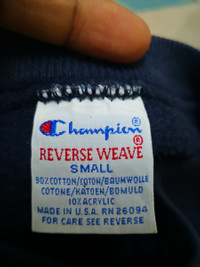 Champion®
REVERSE WEAVE®
SMALL
90% COTTON/COTON/BAUMWOLLE
COTONE/KATOEN/BOMULD
10% ACRYLIC
MADE IN U.S.A. RN 26094
FOR CARE SEE REVERSE